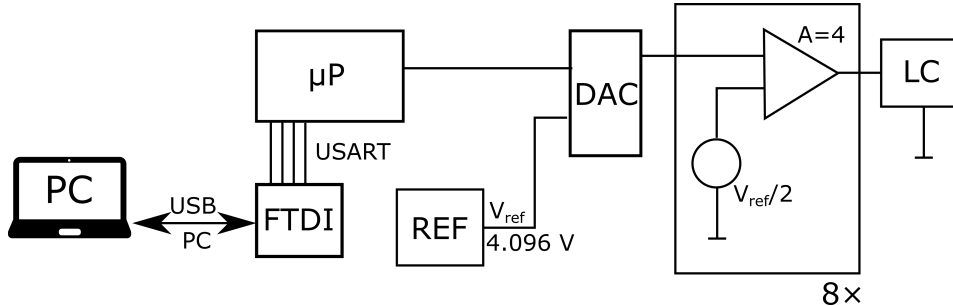 A=4
µP
LC
DAC
USART
PC
USB
PC
FTDI
REF
Vref
4.096 V
Vref/2
8×